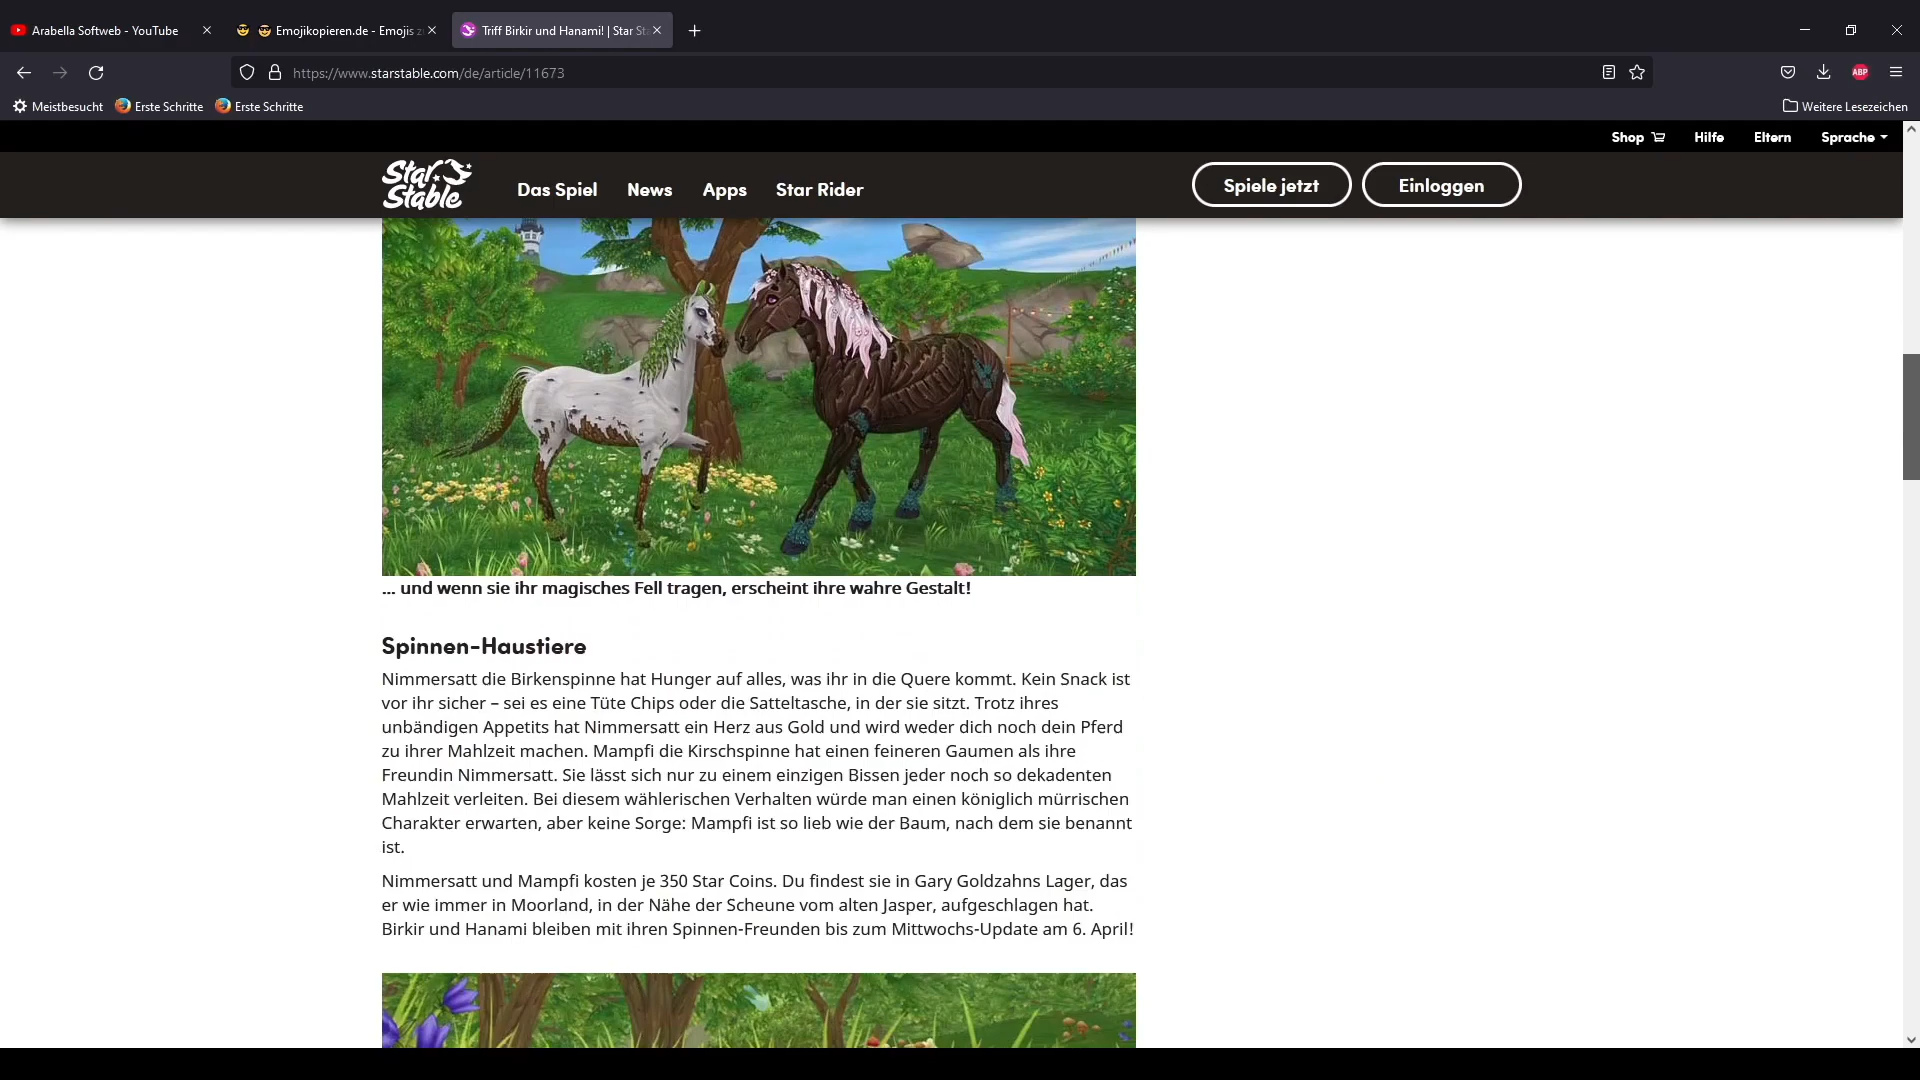 Arabella Softweb - YouTube
Emojikopieren.de - Emojis z
Triff Birkir und Hanami! | Star Sta
https://www.starstable.com/de/article/11673
ABP
Meistbesucht
Erste Schritte
Erste Schritte
Weitere Lesezeichen
Shop
Hilfe
Eltern
Sprache
Star Stable
Das Spiel
News
Apps
Star Rider
Spiele jetzt
Einloggen
... und wenn sie ihr magisches Fell tragen, erscheint ihre wahre Gestalt!
Spinnen-Haustiere
Nimmersatt die Birkenspinne hat Hunger auf alles, was ihr in die Quere kommt. Kein Snack ist
vor ihr sicher – sei es eine Tüte Chips oder die Satteltasche, in der sie sitzt. Trotz ihres
unbändigen Appetits hat Nimmersatt ein Herz aus Gold und wird weder dich noch dein Pferd
zu ihrer Mahlzeit machen. Mampfi die Kirschspinne hat einen feineren Gaumen als ihre
Freundin Nimmersatt. Sie lässt sich nur zu einem einzigen Bissen jeder noch so dekadenten
Mahlzeit verleiten. Bei diesem wählerischen Verhalten würde man einen königlich mürrischen
Charakter erwarten, aber keine Sorge: Mampfi ist so lieb wie der Baum, nach dem sie benannt
ist.
Nimmersatt und Mampfi kosten je 350 Star Coins. Du findest sie in Gary Goldzahns Lager, das
er wie immer in Moorland, in der Nähe der Scheune vom alten Jasper, aufgeschlagen hat.
Birkir und Hanami bleiben mit ihren Spinnen-Freunden bis zum Mittwochs-Update am 6. April!